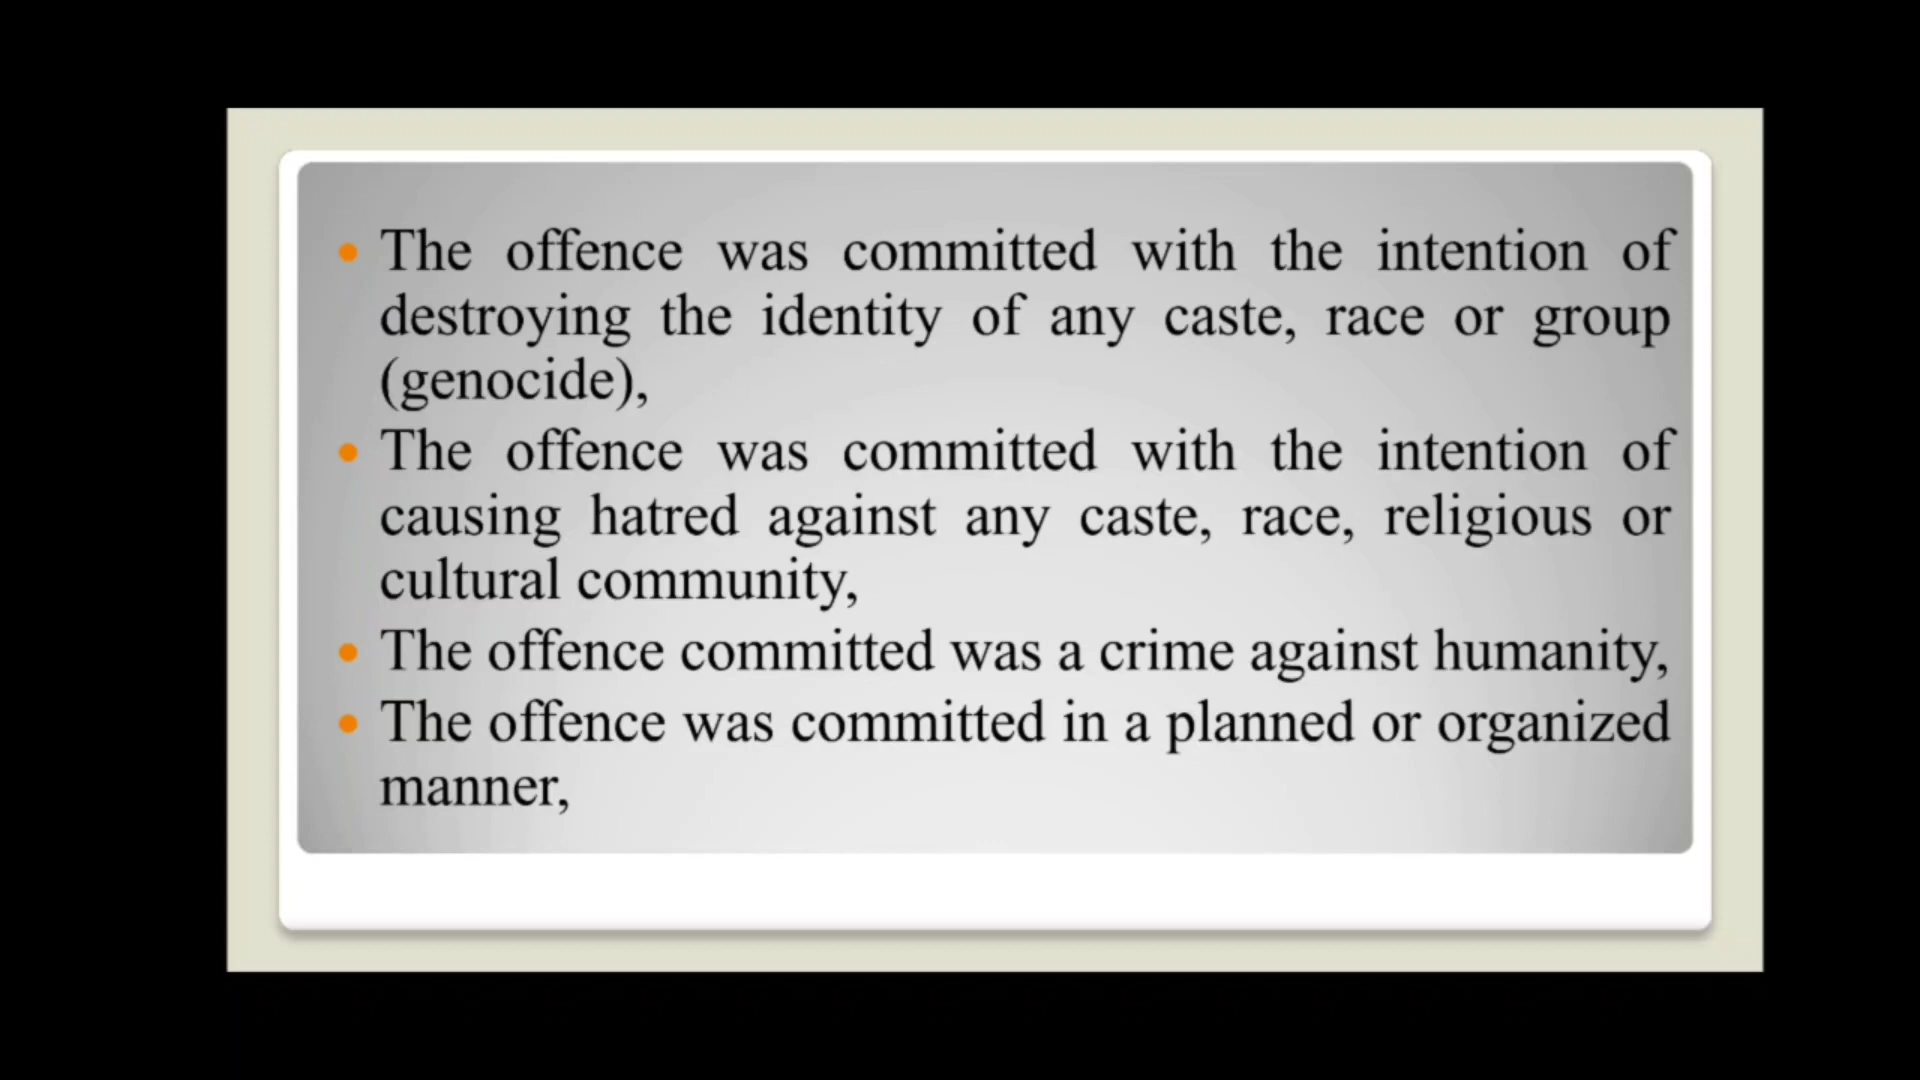 The offence was committed with the intention of
destroying the identity of any caste, race or group
(genocide),
The offence was committed with the intention of
causing hatred against any caste, race, religious or
cultural community,
The offence committed was a crime against humanity,
The offence was committed in a planned or organized
manner,